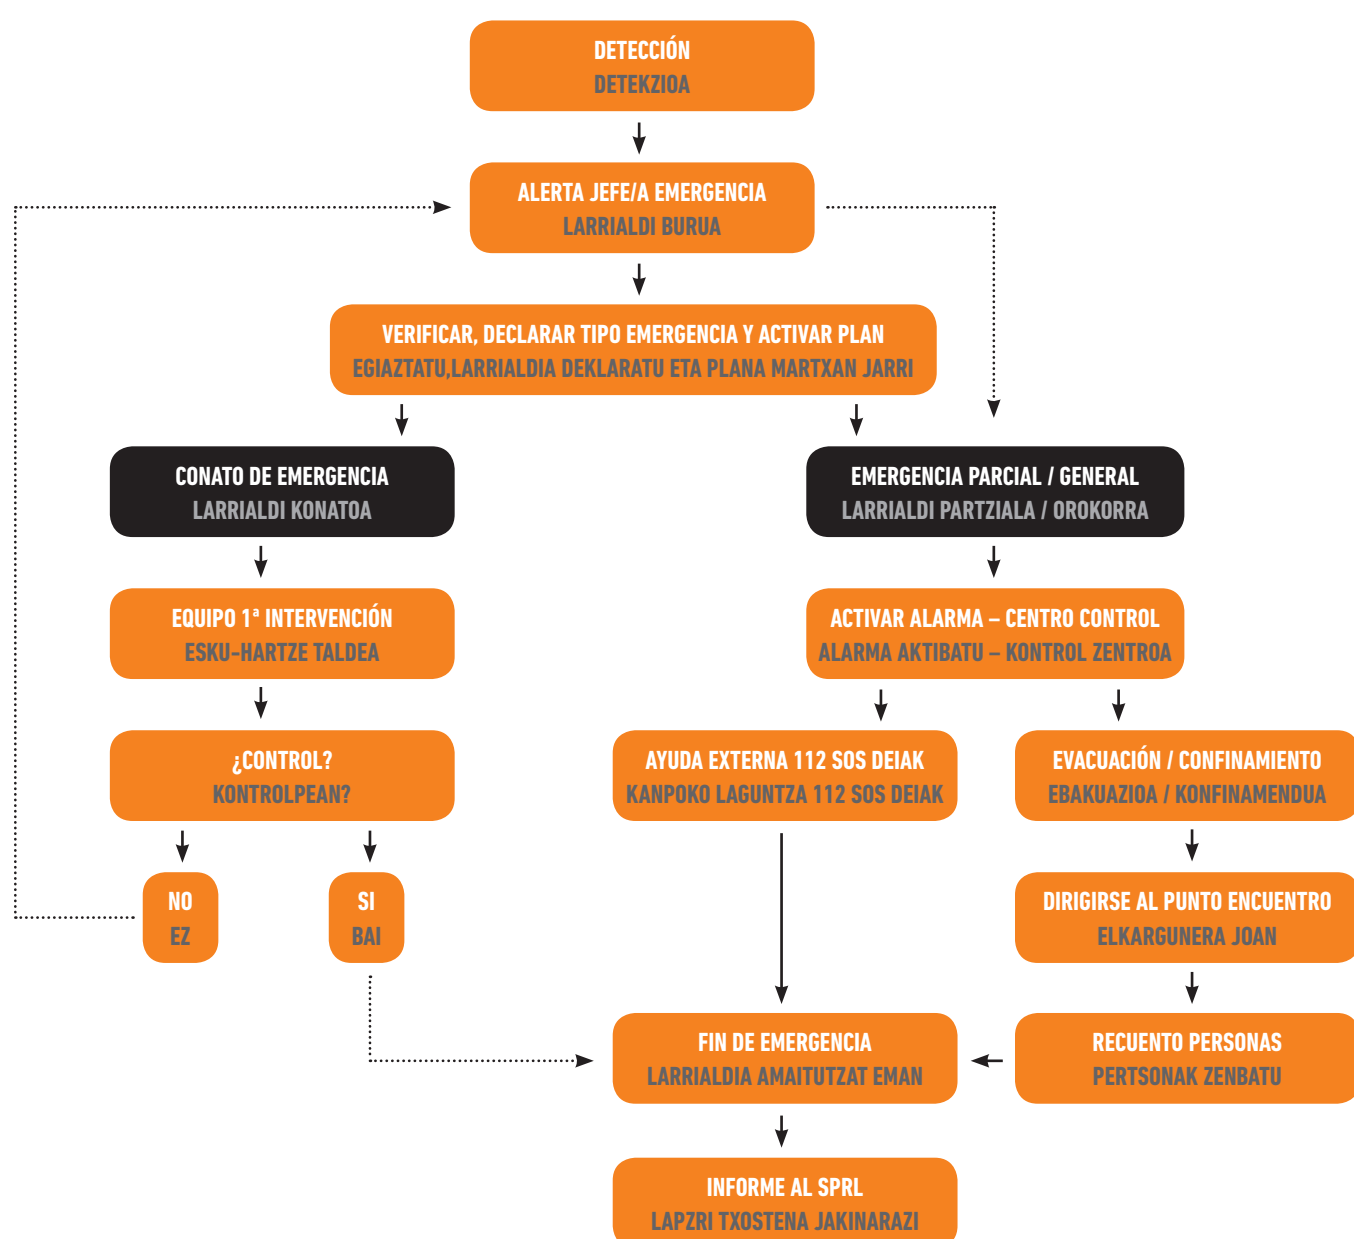 DETECCIÓN
DETEKZIOA
ALERTA JEFE/A EMERGENCIA
LARRIALDI BURUA
VERIFICAR, DECLARAR TIPO EMERGENCIA Y ACTIVAR PLAN
EGIAZTATU,LARRIALDIA DEKLARATU ETA PLANA MARTXAN JARRI
CONATO DE EMERGENCIA
LARRIALDI KONATOA
EMERGENCIA PARCIAL / GENERAL
LARRIALDI PARTZIALA / OROKORRA
EQUIPO 1ª INTERVENCIÓN
ESKU-HARTZE TALDEA
ACTIVAR ALARMA – CENTRO CONTROL
ALARMA AKTIBATU – KONTROL ZENTROA
¿CONTROL?
KONTROLPEAN?
AYUDA EXTERNA 112 SOS DEIAK
KANPOKO LAGUNTZA 112 SOS DEIAK
EVACUACIÓN / CONFINAMIENTO
EBAKUAZIOA / KONFINAMENDUA
NO
EZ
SI
BAI
DIRIGIRSE AL PUNTO ENCUENTRO
ELKARGUNERA JOAN
FIN DE EMERGENCIA
LARRIALDIA AMAITUTZAT EMAN
RECUENTO PERSONAS
PERTSONAK ZENBATU
INFORME AL SPRL
LAPZRI TXOSTENA JAKINARAZI